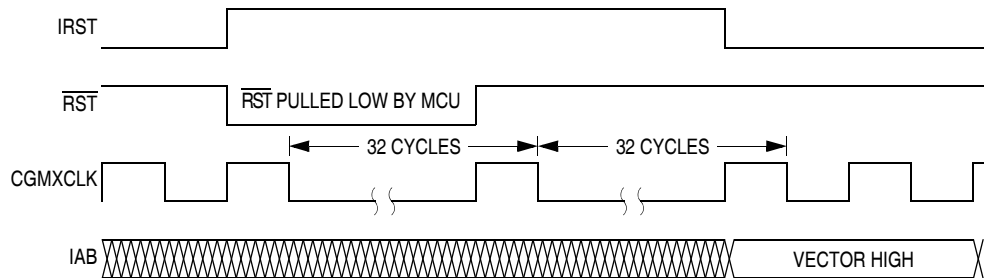 IRST
RST
RST PULLED LOW BY MCU
32 CYCLES
32 CYCLES
CGMXCLK
IAB
VECTOR HIGH